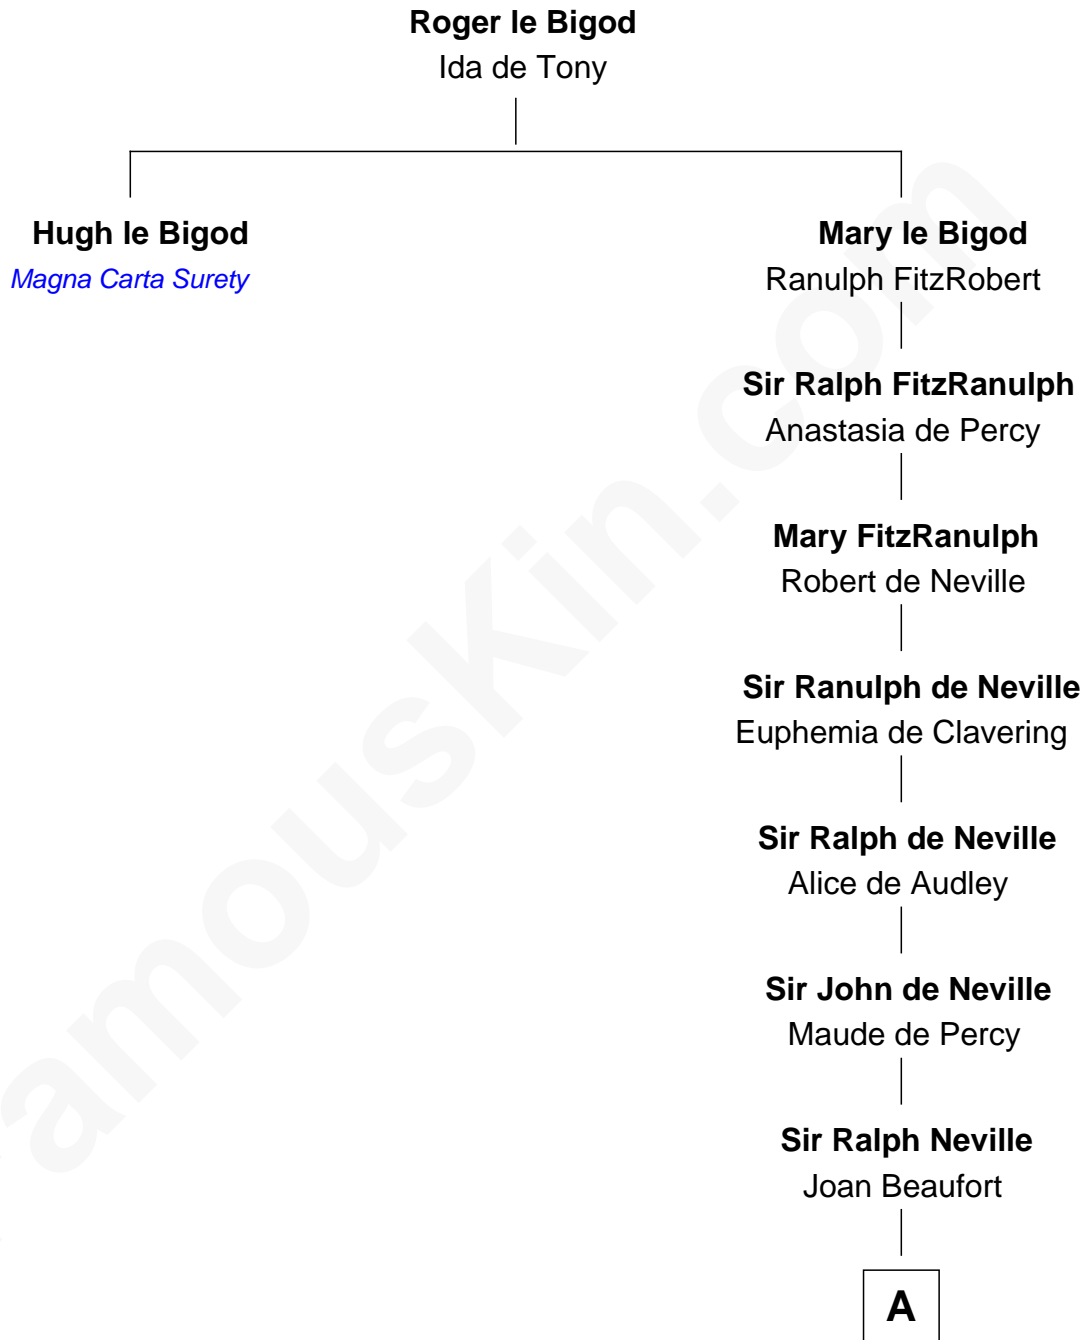 Roger le Bigod
Ida de Tony
Hugh le Bigod
Magna Carta Surety
Mary le Bigod
Ranulph FitzRobert
Sir Ralph FitzRanulph
Anastasia de Percy
Mary FitzRanulph
Robert de Neville
Sir Ranulph de Neville
Euphemia de Clavering
Sir Ralph de Neville
Alice de Audley
Sir John de Neville
Maude de Percy
Sir Ralph Neville
Joan Beaufort
A
amouskin.com